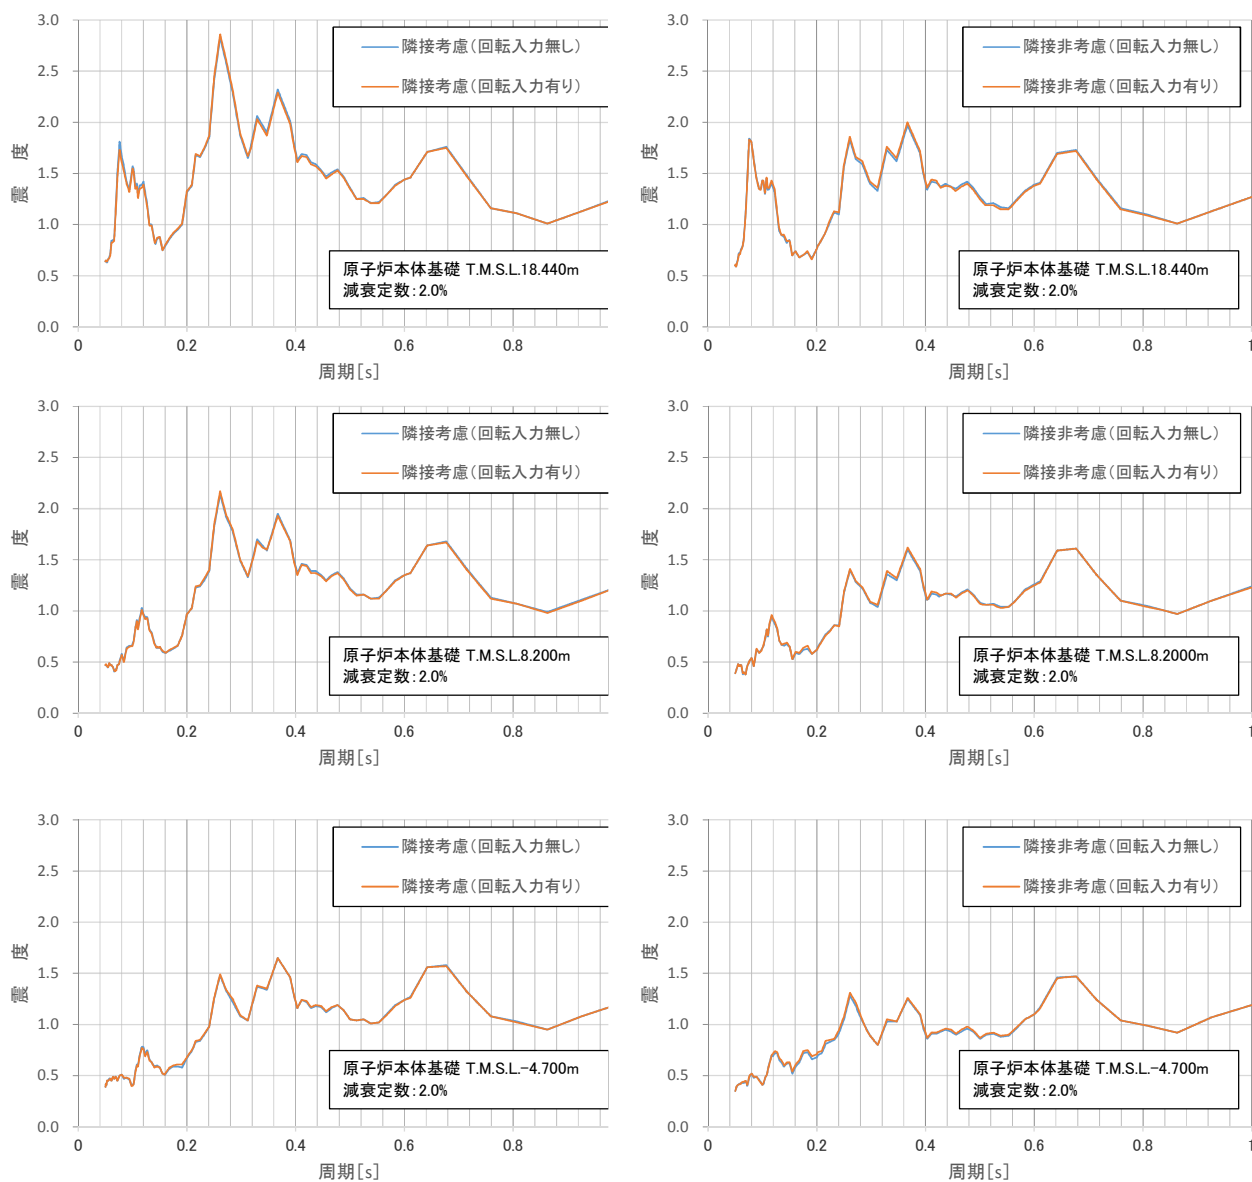 3.0
2.5
2.0
1.5
1.0
0.5
0.0
震 度
隣接考慮（回転入力無し）
隣接考慮（回転入力有り）
原子炉本体基礎 T.M.S.L.18.440m
減衰定数：2.0%
0 0.2 0.4 0.6 0.8
周期[s]
3.0
2.5
2.0
1.5
1.0
0.5
0.0
震 度
隣接非考慮（回転入力無し）
隣接非考慮（回転入力有り）
原子炉本体基礎 T.M.S.L.18.440m
減衰定数：2.0%
0 0.2 0.4 0.6 0.8 1
周期[s]
3.0
2.5
2.0
1.5
1.0
0.5
0.0
震 度
隣接考慮（回転入力無し）
隣接考慮（回転入力有り）
原子炉本体基礎 T.M.S.L.8.200m
減衰定数：2.0%
0 0.2 0.4 0.6 0.8
周期[s]
3.0
2.5
2.0
1.5
1.0
0.5
0.0
震 度
隣接非考慮（回転入力無し）
隣接非考慮（回転入力有り）
原子炉本体基礎 T.M.S.L.8.2000m
減衰定数：2.0%
0 0.2 0.4 0.6 0.8 1
周期[s]
3.0
2.5
2.0
1.5
1.0
0.5
0.0
震 度
隣接考慮（回転入力無し）
隣接考慮（回転入力有り）
原子炉本体基礎 T.M.S.L.-4.700m
減衰定数：2.0%
0 0.2 0.4 0.6 0.8
周期[s]
3.0
2.5
2.0
1.5
1.0
0.5
0.0
震 度
隣接非考慮（回転入力無し）
隣接非考慮（回転入力有り）
原子炉本体基礎 T.M.S.L.-4.700m
減衰定数：2.0%
0 0.2 0.4 0.6 0.8 1
周期[s]